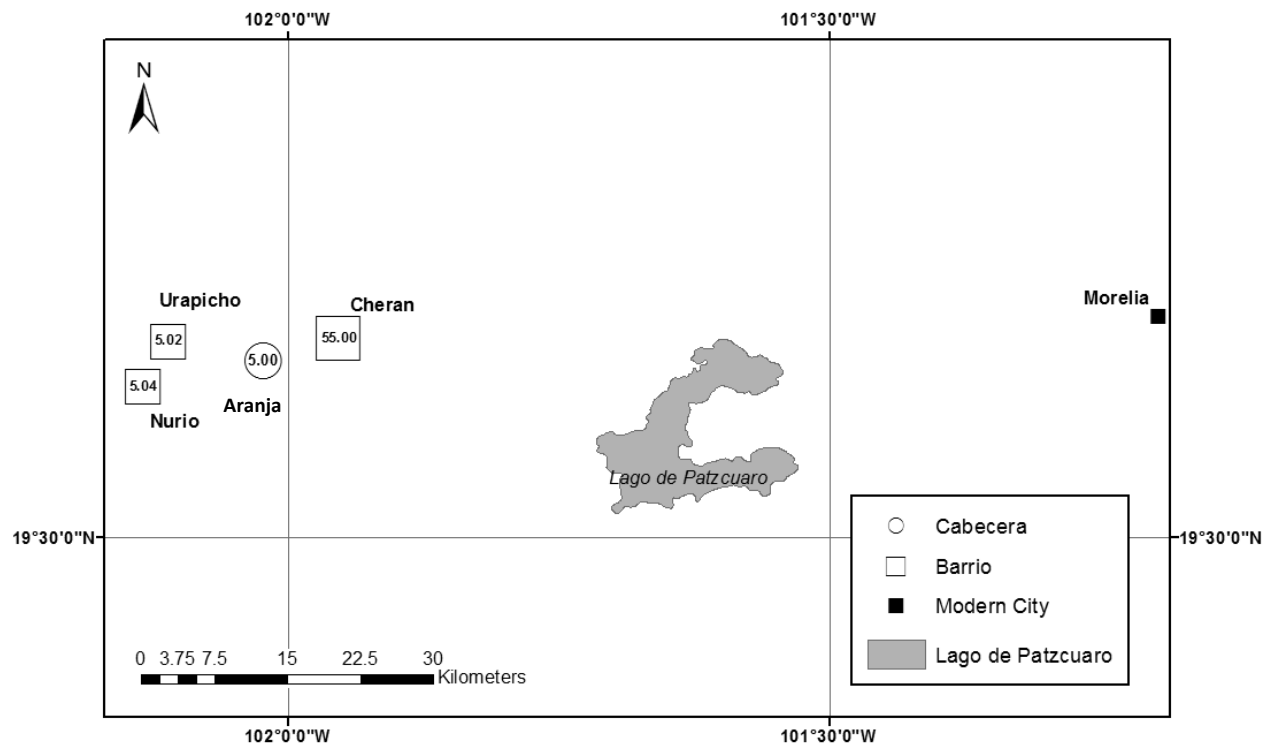 102°0'0"W 101°30'0"W
N
Urapicho
Cheran
Morelia
5.02
55.00
5.00
5.04
Aranja
Nurio
Lago de Patzcuaro
19°30'0"N 19°30'0"N
Cabecera
Barrio
Modern City
Lago de Patzcuaro
0 3.75 7.5 15 22.5 30
Kilometers
102°0'0"W 101°30'0"W